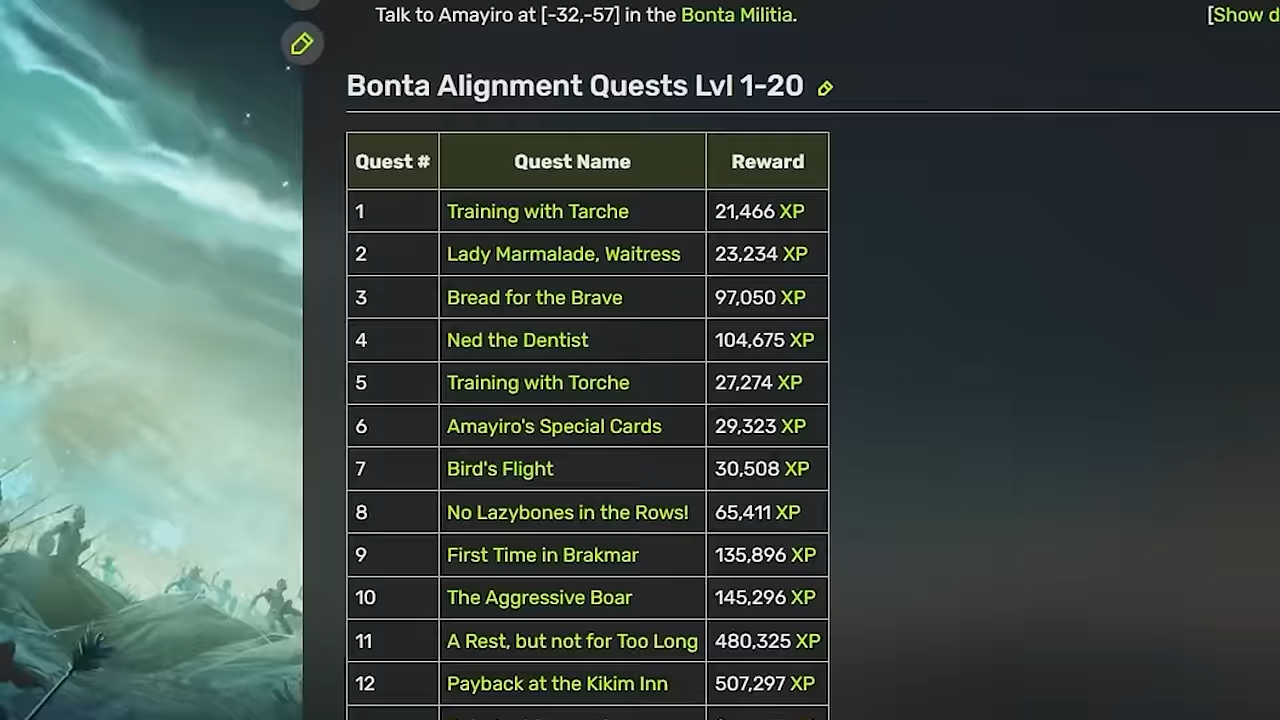 Talk to Amayiro at [-32,-57] in the Bonta Militia. [Show d
Bonta Alignment Quests Lvl 1-20
Quest # Quest Name Reward
1 Training with Tarche 21,466 XP
2 Lady Marmalade, Waitress 23,234 XP
3 Bread for the Brave 97,050 XP
4 Ned the Dentist 104,675 XP
5 Training with Torche 27,274 XP
6 Amayiro's Special Cards 29,323 XP
7 Bird's Flight 30,508 XP
8 No Lazybones in the Rows! 65,411 XP
9 First Time in Brakmar 135,896 XP
10 The Aggressive Boar 145,296 XP
11 A Rest, but not for Too Long 480,325 XP
12 Payback at the Kikim Inn 507,297 XP